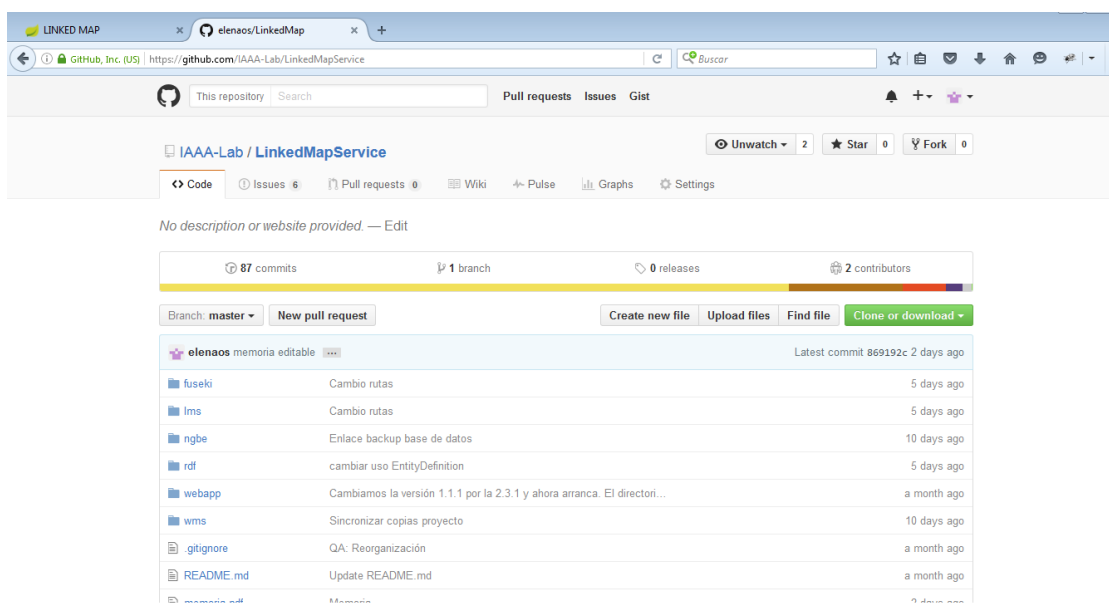 LINKED MAP × elenaos/LinkedMap × +
GitHub, Inc. (US) https://github.com/IAAA-Lab/LinkedMapService Buscar
This repository Search Pull requests Issues Gist
IAAA-Lab / LinkedMapService Unwatch 2 Star 0 Fork 0
Code Issues 6 Pull requests 0 Wiki Pulse Graphs Settings
No description or website provided. — Edit
87 commits 1 branch 0 releases 2 contributors
Branch: master New pull request Create new file Upload files Find file Clone or download
elenaos memoria editable ... Latest commit 869192c 2 days ago
fuseki Cambio rutas 5 days ago
lms Cambio rutas 5 days ago
ngbe Enlace backup base de datos 10 days ago
rdf cambiar uso EntityDefinition 5 days ago
webapp Cambiamos la versión 1.1.1 por la 2.3.1 y ahora arranca. El directori... a month ago
wms Sincronizar copias proyecto 10 days ago
.gitignore QA: Reorganización a month ago
README.md Update README.md a month ago
memoria.pdf Memoria 2 days ago